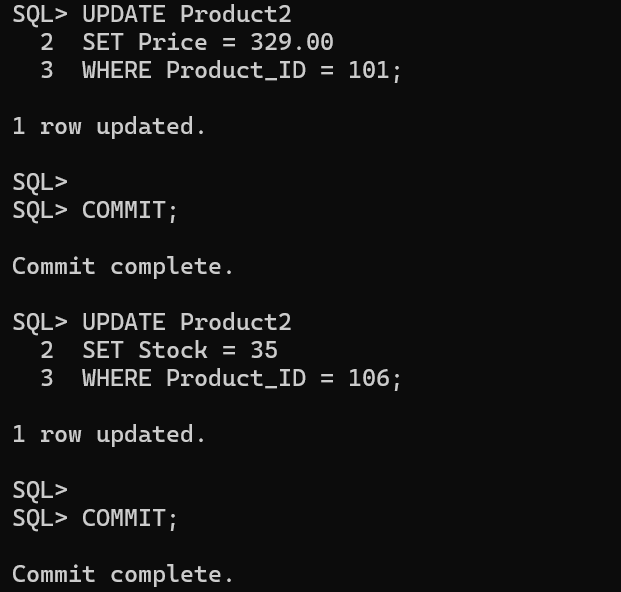 SQL> UPDATE Product2
  2  SET Price = 329.00
  3  WHERE Product_ID = 101;
1 row updated.
SQL>
SQL> COMMIT;
Commit complete.
SQL> UPDATE Product2
  2  SET Stock = 35
  3  WHERE Product_ID = 106;
1 row updated.
SQL>
SQL> COMMIT;
Commit complete.